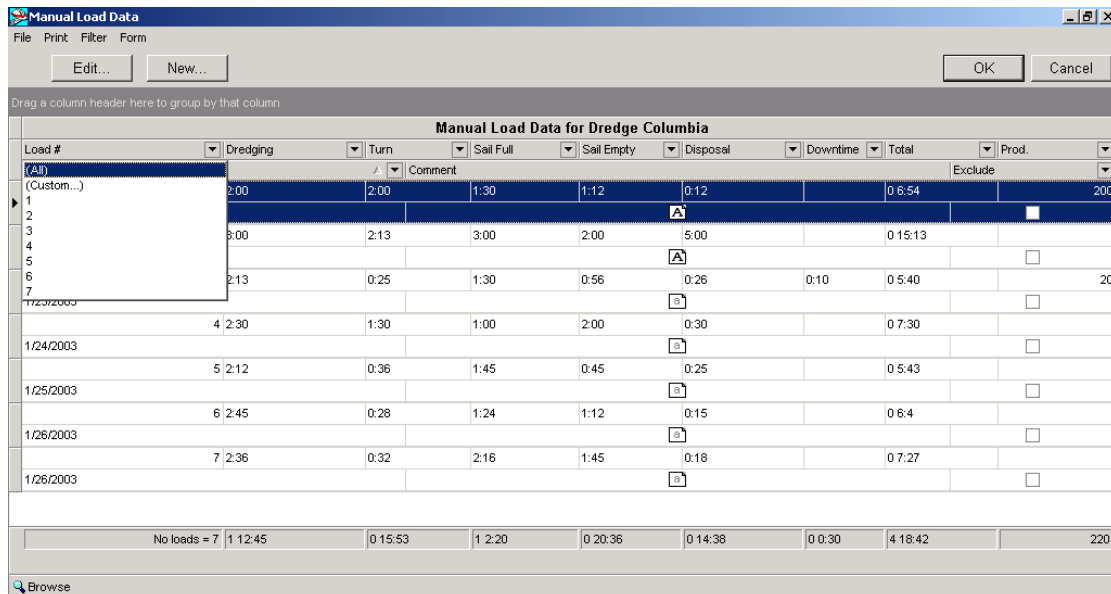 Manual Load Data
File Print Filter Form
Edit... New... OK Cancel
Drag a column header here to group by that column
Manual Load Data for Dredge Columbia
Load # Dredging Turn Sail Full Sail Empty Disposal Downtime Total Prod.
(All) Comment Exclude
(Custom...)
1
2
3
4
5
6
7
2:00 2:00 1:30 1:12 0:12 0 6:54 200
A
3:00 2:13 3:00 2:00 5:00 0 15:13
A
2:13 0:25 1:30 0:56 0:26 0:10 0 5:40 20
1/23/2003 a
4 2:30 1:30 1:00 2:00 0:30 0 7:30
1/24/2003 a
5 2:12 0:36 1:45 0:45 0:25 0 5:43
1/25/2003 a
6 2:45 0:28 1:24 1:12 0:15 0 6:4
1/26/2003 a
7 2:36 0:32 2:16 1:45 0:18 0 7:27
1/26/2003 a
No loads = 7 1 12:45 0 15:53 1 2:20 0 20:36 0 14:38 0 0:30 4 18:42 220
Browse